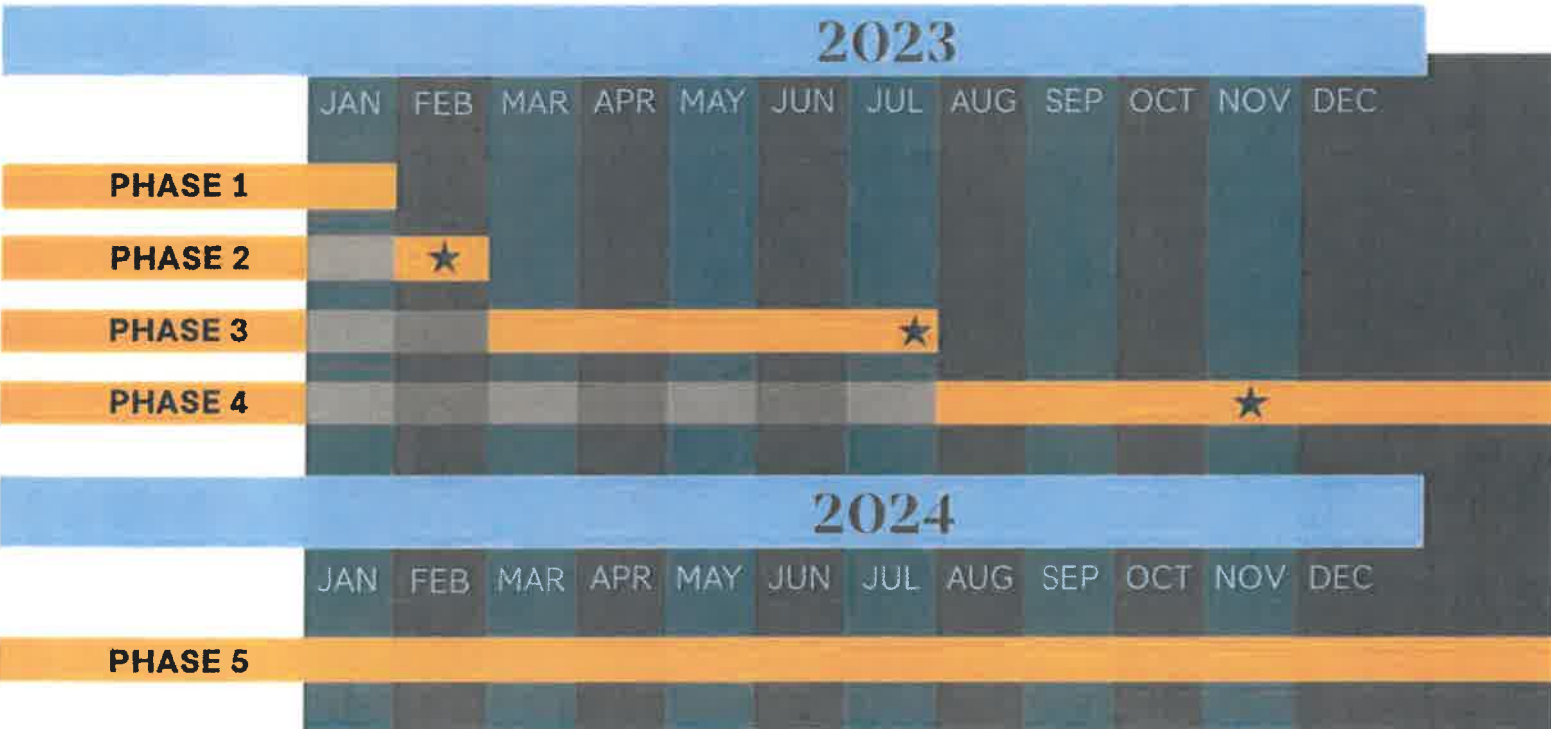 2023
JAN FEB MAR APR MAY JUN JUL AUG SEP OCT NOV DEC
PHASE 1
PHASE 2
PHASE 3
PHASE 4
2024
JAN FEB MAR APR MAY JUN JUL AUG SEP OCT NOV DEC
PHASE 5